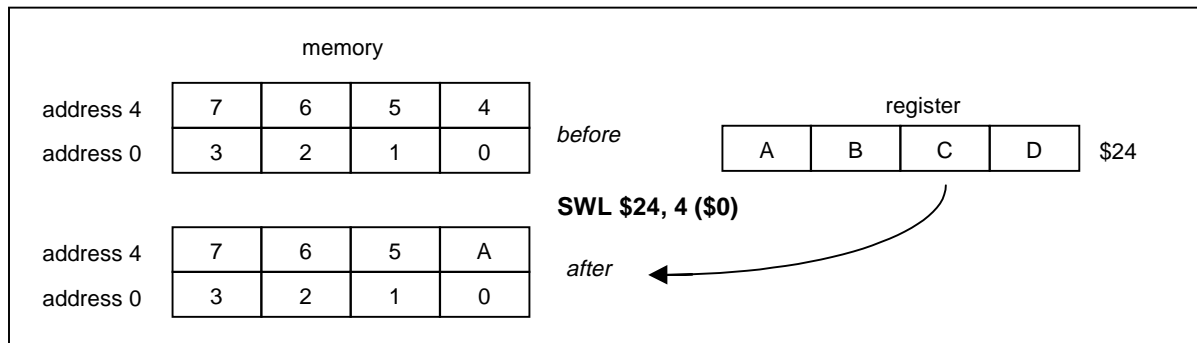 memory
address 4 7 6 5 4
address 0 3 2 1 0
before
register
A B C D $24
SWL $24, 4 ($0)
address 4 7 6 5 A
address 0 3 2 1 0
after